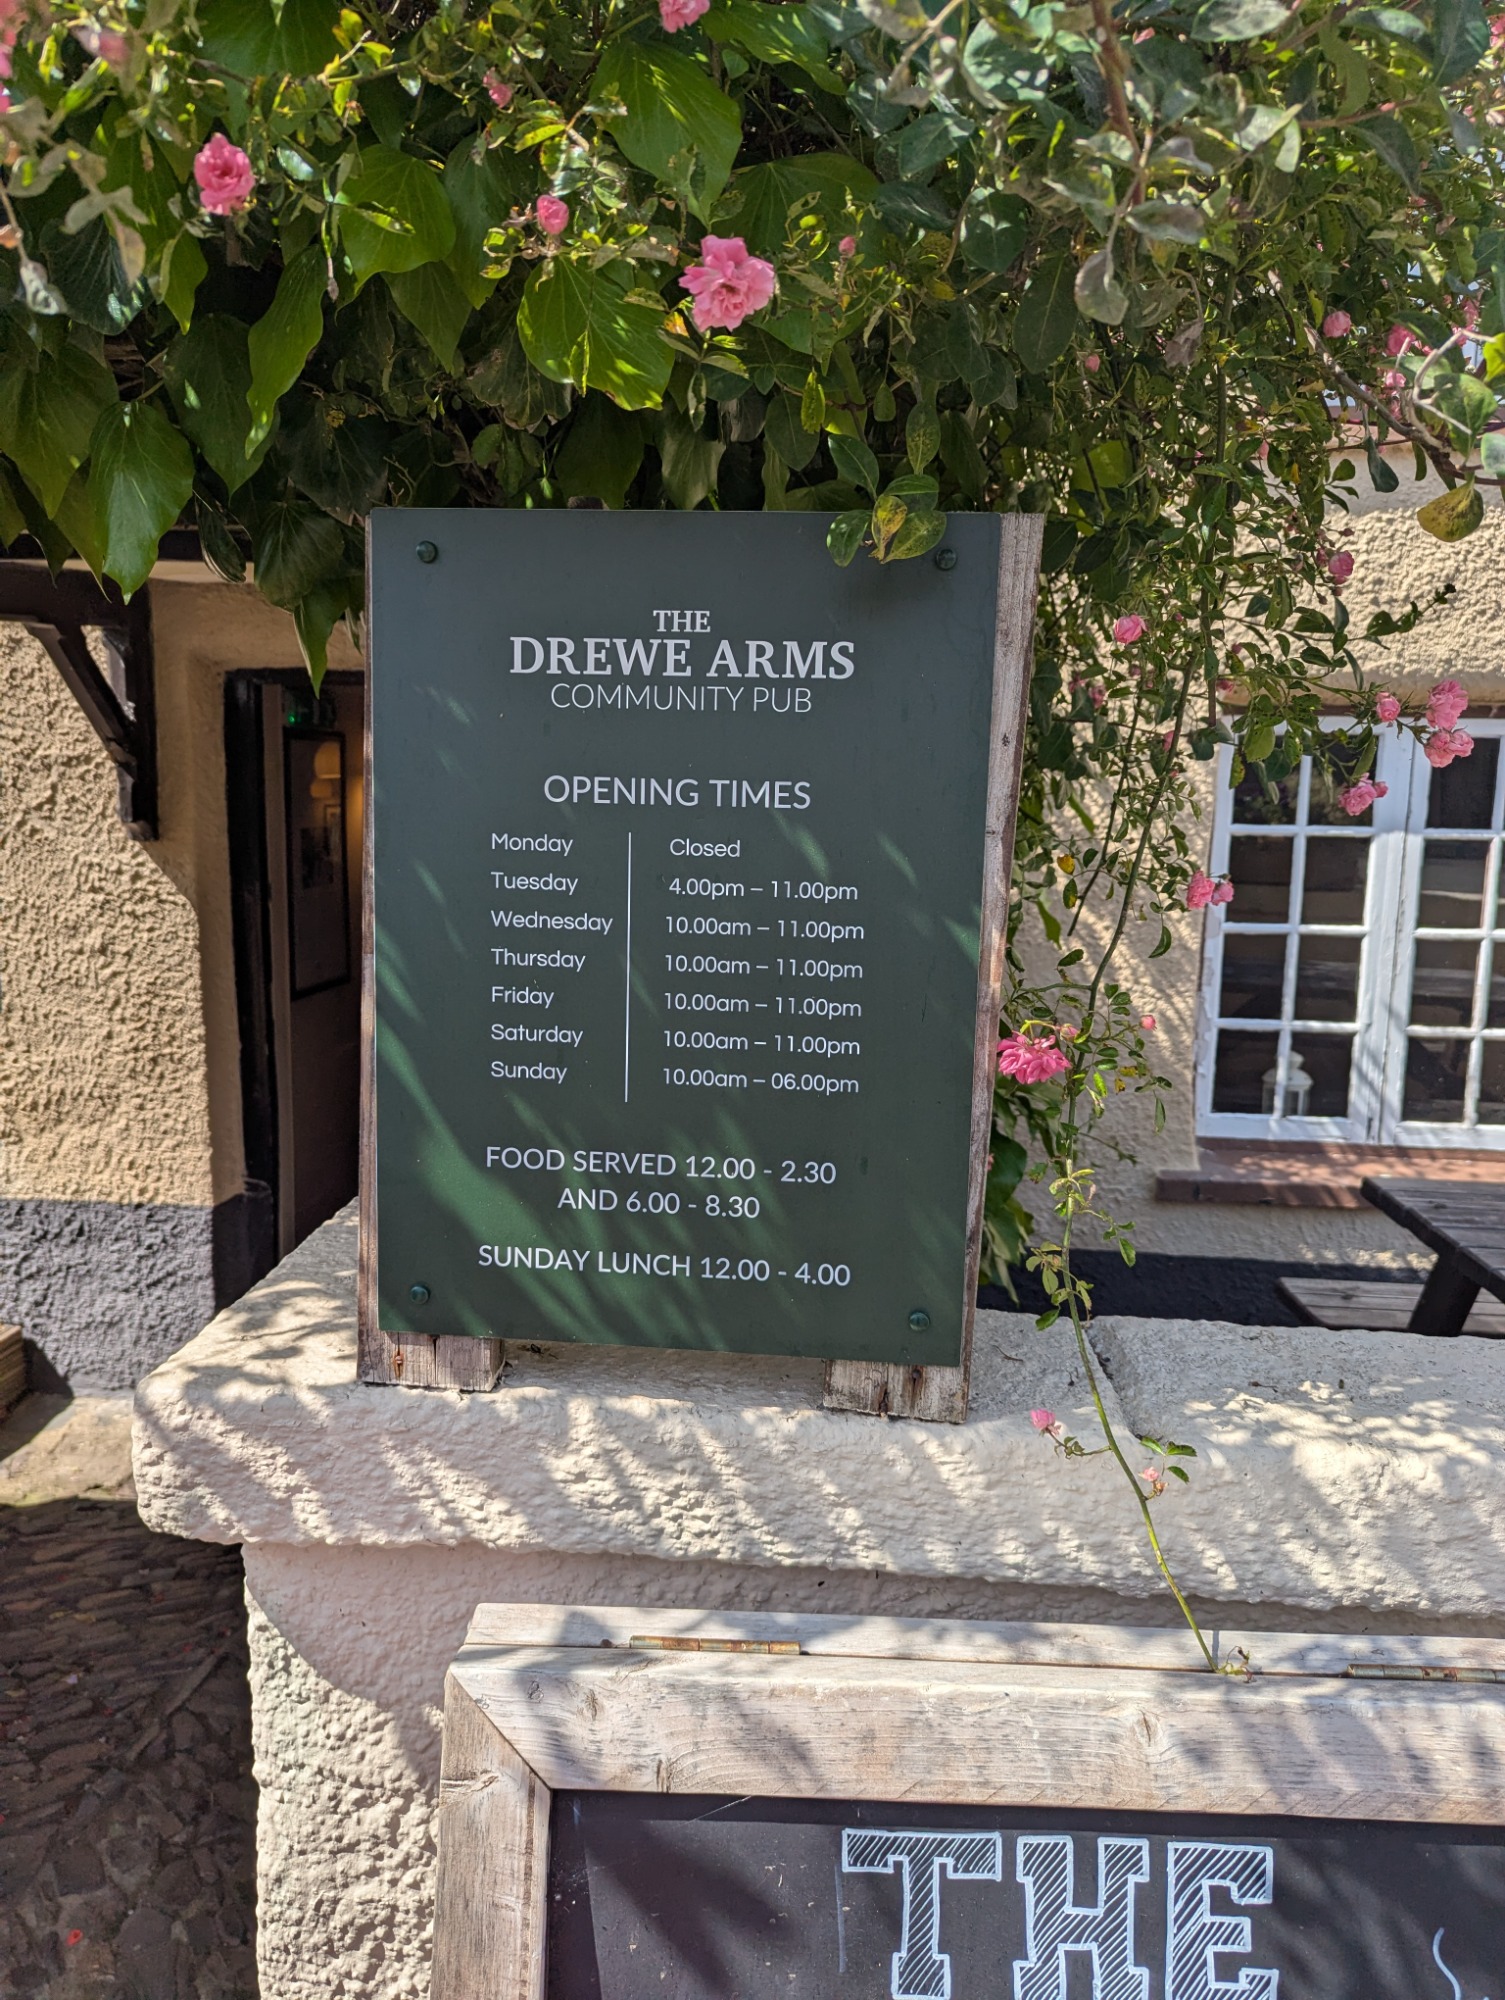 THE
DREWE ARMS
COMMUNITY PUB
OPENING TIMES
Monday Closed
Tuesday 4.00pm – 11.00pm
Wednesday 10.00am – 11.00pm
Thursday 10.00am – 11.00pm
Friday 10.00am – 11.00pm
Saturday 10.00am – 11.00pm
Sunday 10.00am – 06.00pm
FOOD SERVED 12.00 - 2.30
AND 6.00 - 8.30
SUNDAY LUNCH 12.00 - 4.00
THE